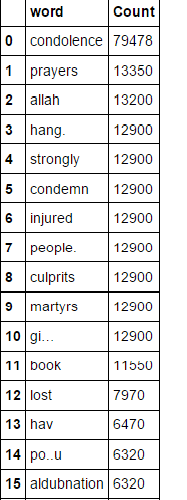 word Count
0 condolence 79478
1 prayers 13350
2 allah 13200
3 hang. 12900
4 strongly 12900
5 condemn 12900
6 injured 12900
7 people. 12900
8 culprits 12900
9 martyrs 12900
10 gi... 12900
11 book 11550
12 lost 7970
13 hav 6470
14 po..u 6320
15 aldubnation 6320